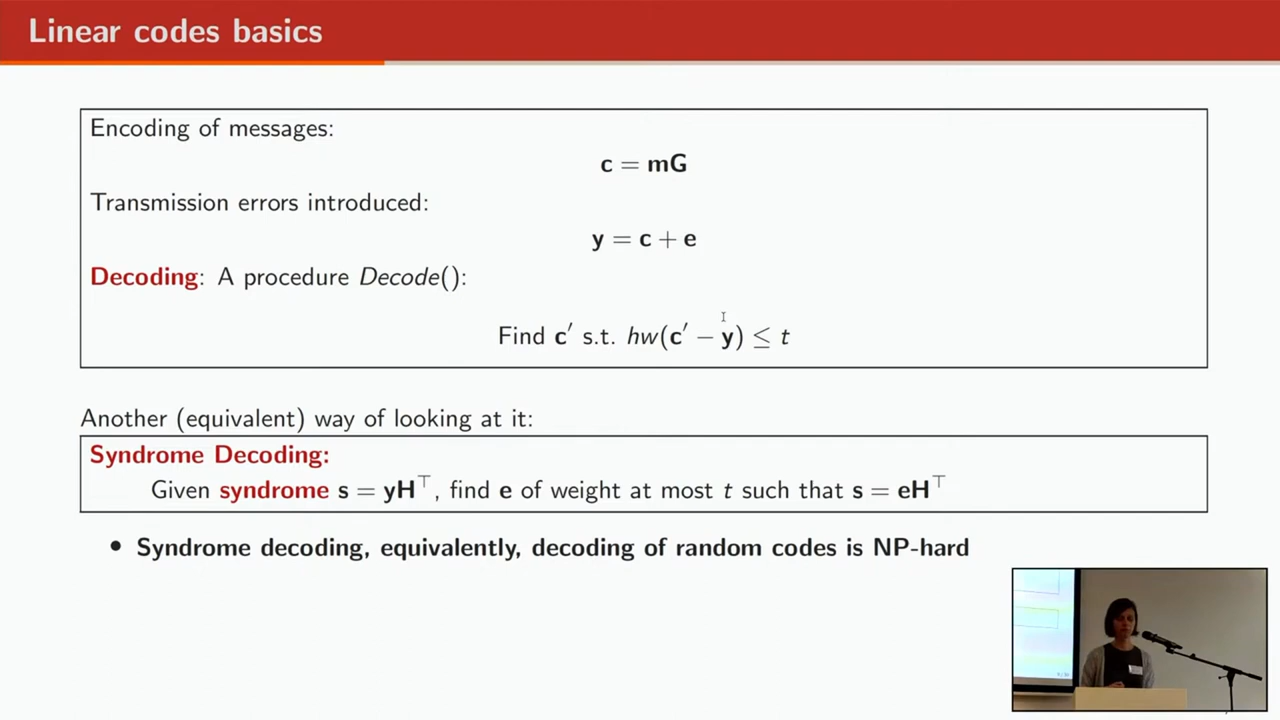 Linear codes basics
Encoding of messages:
c = mG
Transmission errors introduced:
y = c + e
Decoding: A procedure Decode():
Find c′ s.t. hw(c′ − y) ≤ t
Another (equivalent) way of looking at it:
Syndrome Decoding:
Given syndrome s = yH⊤, find e of weight at most t such that s = eH⊤
• Syndrome decoding, equivalently, decoding of random codes is NP-hard